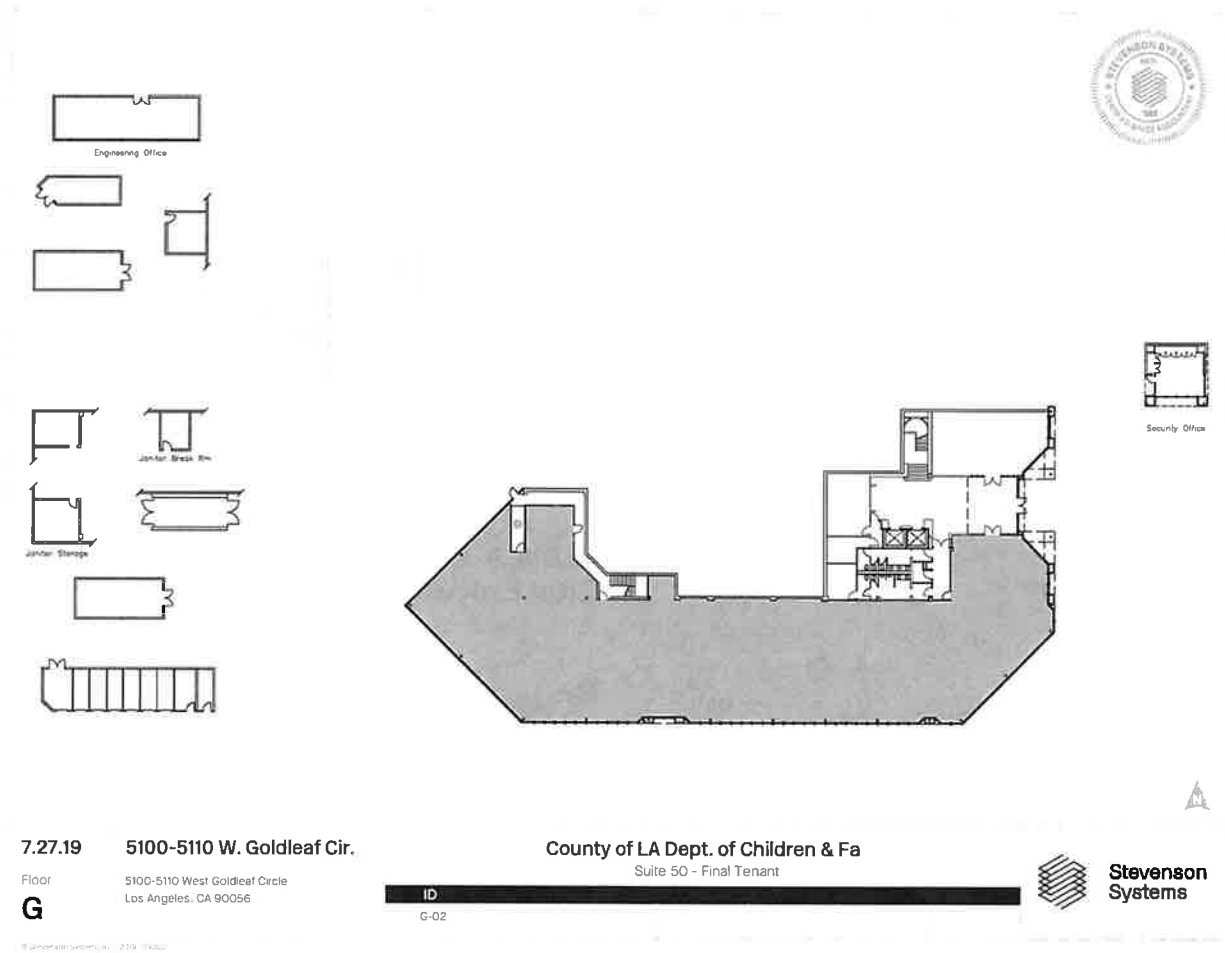 STEVENSON SYSTEMS
Engineering Office
Security Office
Janitor Break Rm
Janitor Storage
N
7.27.19
5100-5110 W. Goldleaf Cir.
County of LA Dept. of Children & Fa
Floor
5100-5110 West Goldleaf Circle
Suite 50 - Final Tenant
Stevenson
G
Los Angeles, CA 90056
ID
Systems
G-02